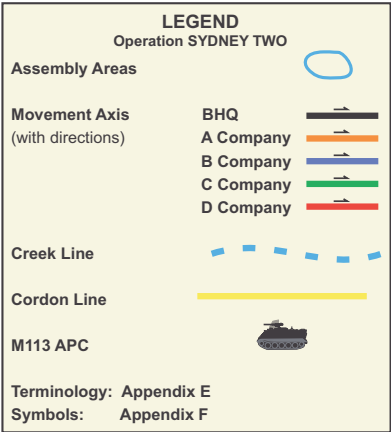 LEGEND
Operation SYDNEY TWO
Assembly Areas
Movement Axis BHQ
(with directions) A Company
B Company
C Company
D Company
Creek Line
Cordon Line
M113 APC
Terminology: Appendix E
Symbols: Appendix F